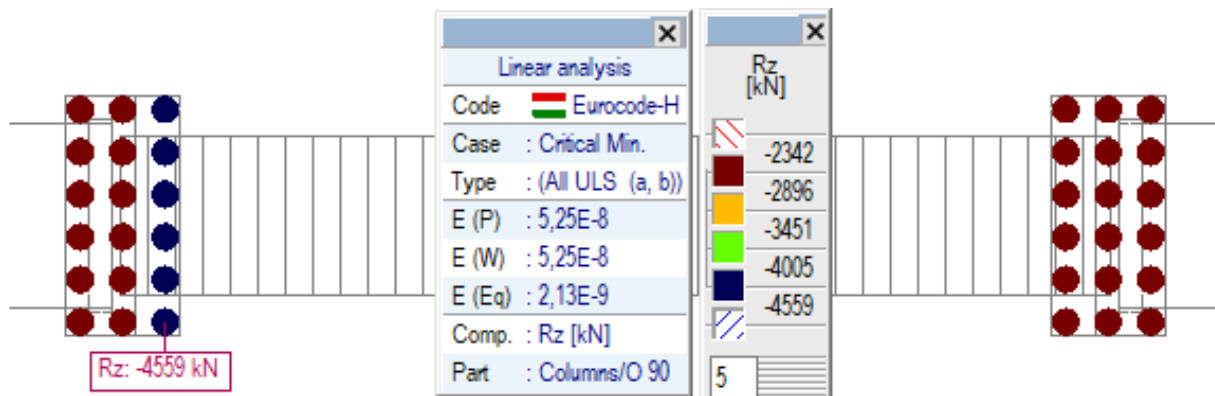 Linear analysis
Code Eurocode-H
Case : Critical Min.
Type : (All ULS (a, b))
E (P) : 5,25E-8
E (W) : 5,25E-8
E (Eq) : 2,13E-9
Comp. : Rz [kN]
Part : Columns/O 90
Rz
[kN]
-2342
-2896
-3451
-4005
-4559
5
Rz: -4559 kN